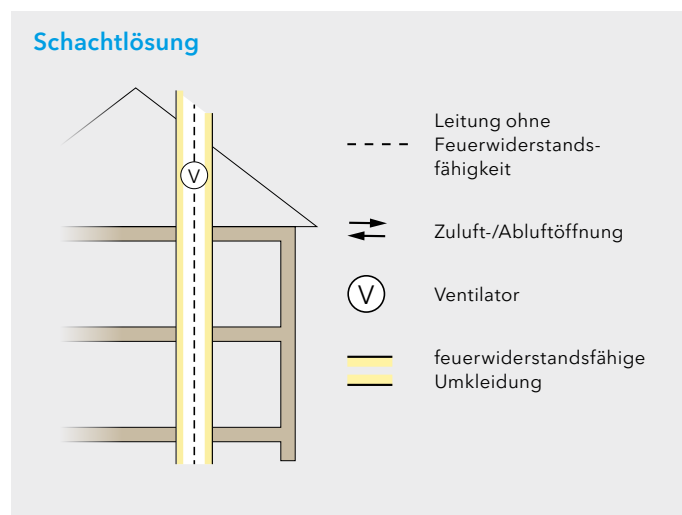 Schachtlösung
V
Leitung ohne
Feuerwiderstands-
fähigkeit
Zuluft-/Abluftöffnung
V
Ventilator
feuerwiderstandsfähige
Umkleidung